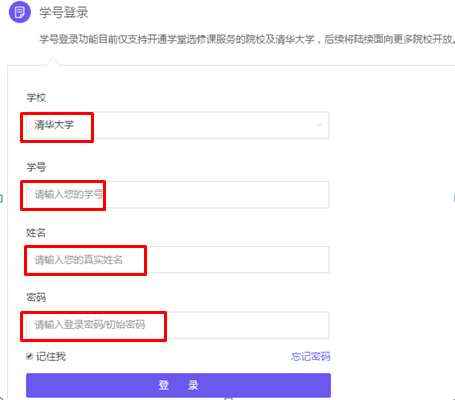 学号登录
学号登录功能目前仅支持开通学堂选修课服务的院校及清华大学，后续将陆续面向更多院校开放。
学校
清华大学
学号
请输入您的学号
姓名
请输入您的真实姓名
密码
请输入登录密码/初始密码
记住我 忘记密码
登 录